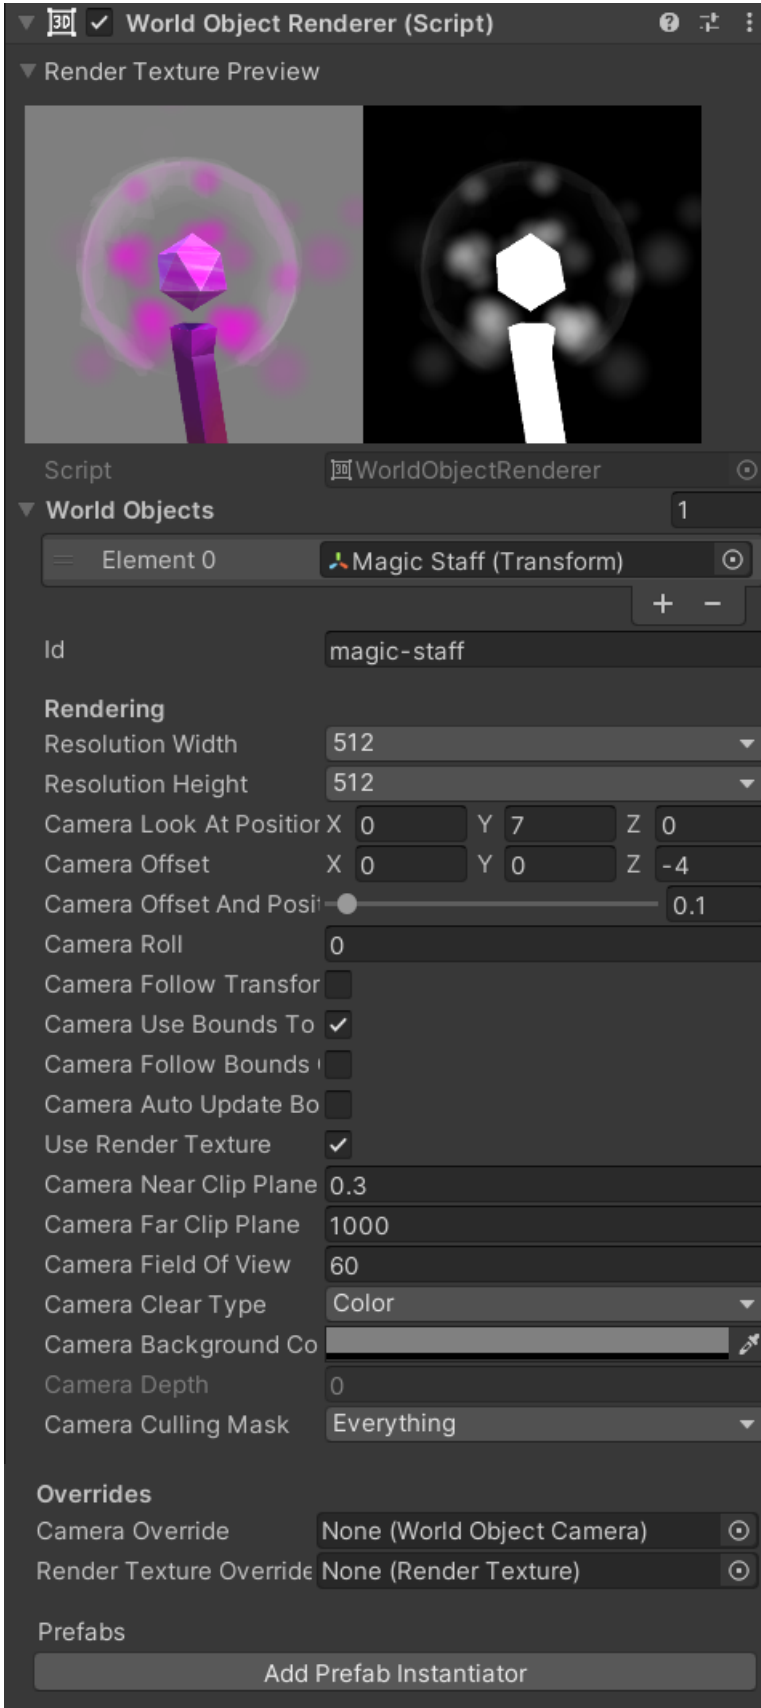 World Object Renderer (Script)
Render Texture Preview
Script WorldObjectRenderer
World Objects 1
Element 0 Magic Staff (Transform)
+ −
Id magic-staff
Rendering
Resolution Width 512
Resolution Height 512
Camera Look At Position X 0 Y 7 Z 0
Camera Offset X 0 Y 0 Z -4
Camera Offset And Posit 0.1
Camera Roll 0
Camera Follow Transfor
Camera Use Bounds To
Camera Follow Bounds
Camera Auto Update Bo
Use Render Texture
Camera Near Clip Plane 0.3
Camera Far Clip Plane 1000
Camera Field Of View 60
Camera Clear Type Color
Camera Background Co
Camera Depth 0
Camera Culling Mask Everything
Overrides
Camera Override None (World Object Camera)
Render Texture Override None (Render Texture)
Prefabs
Add Prefab Instantiator